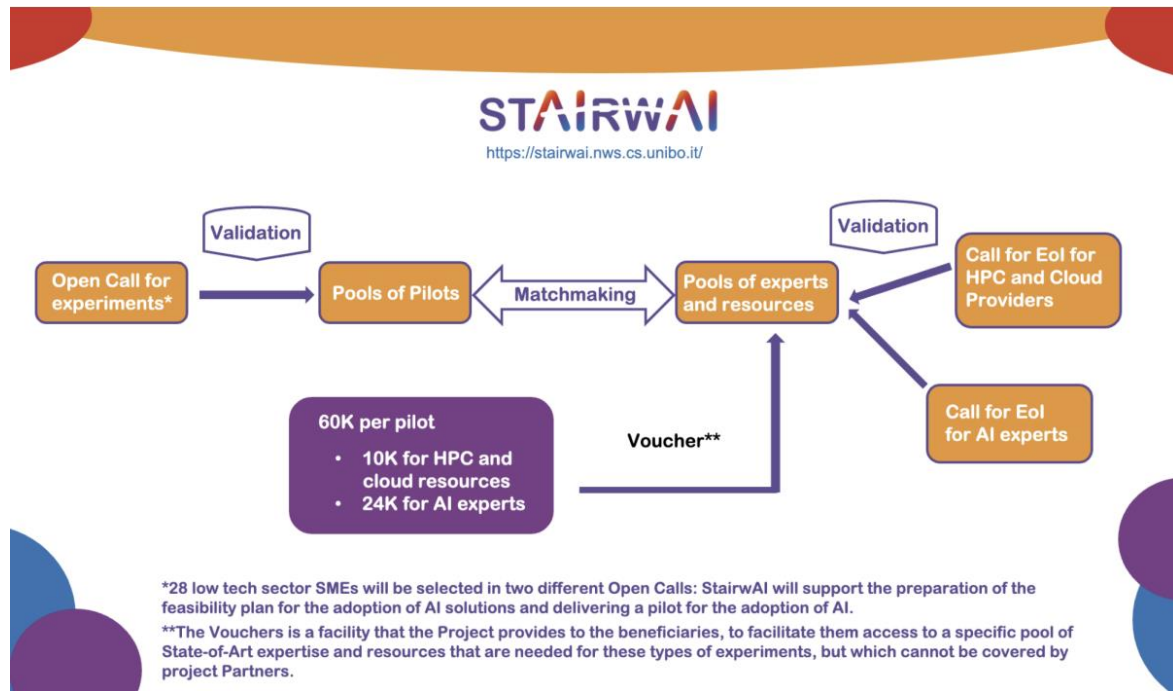 STAIRWAI
https://stairwai.nws.cs.unibo.it/
Validation
Validation
Open Call for
experiments*
Pools of Pilots
Matchmaking
Pools of experts
and resources
Call for EoI for
HPC and Cloud
Providers
60K per pilot
• 10K for HPC and
cloud resources
• 24K for AI experts
Voucher**
Call for EoI
for AI experts
*28 low tech sector SMEs will be selected in two different Open Calls: StairwAI will support the preparation of the
feasibility plan for the adoption of AI solutions and delivering a pilot for the adoption of AI.
**The Vouchers is a facility that the Project provides to the beneficiaries, to facilitate them access to a specific pool of
State-of-Art expertise and resources that are needed for these types of experiments, but which cannot be covered by
project Partners.